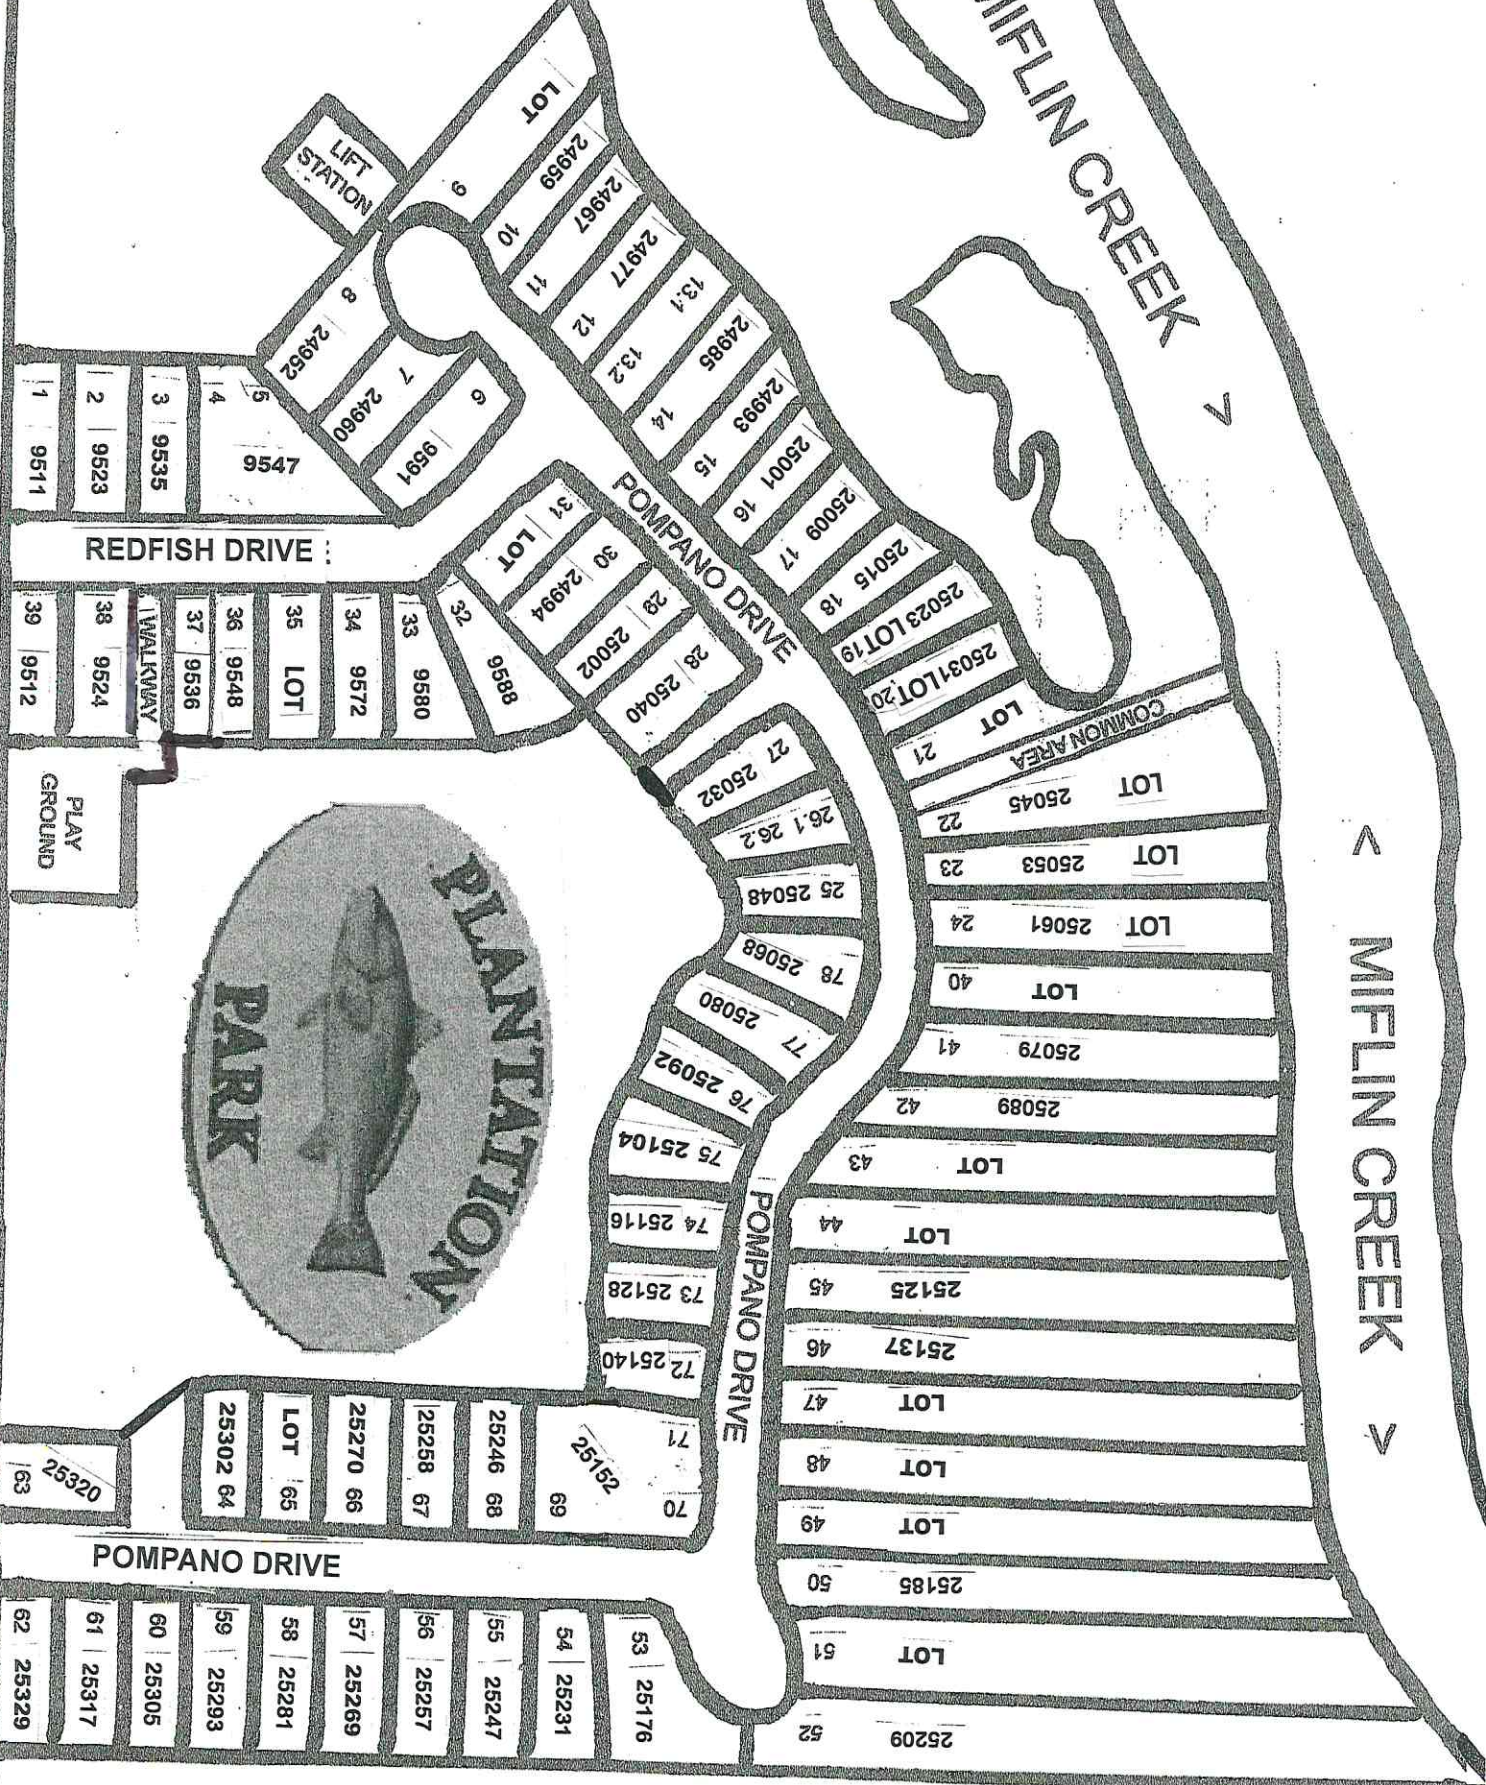 MIFLIN CREEK >
LIFT
STATION
LOT
9
24959
10
24967
11
24977
12
13.1
13.2
24985
14
24993
15
25001 16
25009
17
25015 18
25023 LOT 19
25031 LOT 20
LOT
21
COMMON AREA
8
24952
7
24960
6
9591
1 9511
2 9523
3 9535
4
5
9547
REDFISH DRIVE
POMPANO DRIVE
31
LOT
30
24994
29
25002
28
25040
27
25032
26.1 26.2
25 25048
78 25068
77
25080
76 25092
75 25104
74 25116
73 25128
72 25140
39 9512
38 9524
WALKWAY
37 9536
36 9548
35 LOT
34 9572
33 9580
32
9588
PLAY
GROUND
PLANTATION
PARK
22 25045 LOT
23 25053 LOT
24 25061 LOT
40 LOT
41 25079
42 25089
43 LOT
44 LOT
45 25125
46 25137
47 LOT
48 LOT
49 LOT
50 25185
51 LOT
52 25209
< MIFLIN CREEK >
POMPANO DRIVE
63 25320
25302 64
LOT 65
25270 66
25258 67
25246 68
25152
69
70
71
POMPANO DRIVE
62 25329
61 25317
60 25305
59 25293
58 25281
57 25269
56 25257
55 25247
54 25231
53 25176